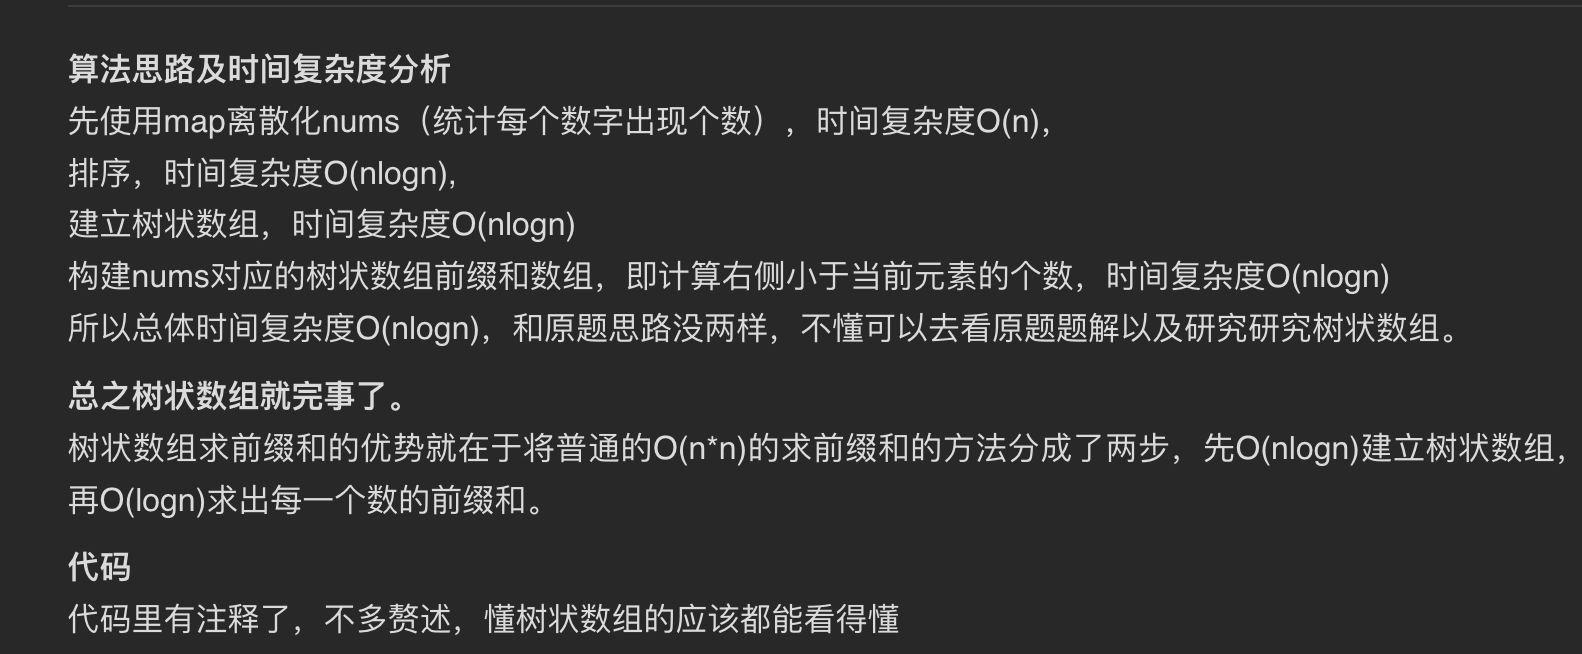 算法思路及时间复杂度分析
先使用map离散化nums（统计每个数字出现个数），时间复杂度O(n)，
排序，时间复杂度O(nlogn),
建立树状数组，时间复杂度O(nlogn)
构建nums对应的树状数组前缀和数组，即计算右侧小于当前元素的个数，时间复杂度O(nlogn)
所以总体时间复杂度O(nlogn)，和原题思路没两样，不懂可以去看原题题解以及研究研究树状数组。
总之树状数组就完事了。
树状数组求前缀和的优势就在于将普通的O(n*n)的求前缀和的方法分成了两步，先O(nlogn)建立树状数组，
再O(logn)求出每一个数的前缀和。
代码
代码里有注释了，不多赘述，懂树状数组的应该都能看得懂